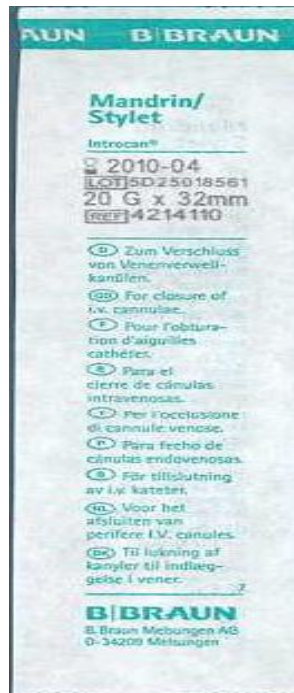 AUN B|BRAUN
Mandrin/
Stylet
Introcan®
2010-04
LOT 5D25018561
20 G x 32mm
REF 4214110
D Zum Verschluss
von Venenverweil-
kanülen.
GB For closure of
i.v. cannulae.
F Pour l'obtura-
tion d'aiguilles
cathéter.
E Para el
cierre de cánulas
intravenosas.
I Per l'occlusione
di cannule venose.
P Para fecho de
cánulas endovenosas.
S För tillslutning
av i.v. kateter.
NL Voor het
afsluiten van
perifere I.V. canules.
DK Til lukning af
kanyler til indlæg-
gelse i vener.
7
B|BRAUN
B. Braun Melsungen AG
D-34209 Melsungen